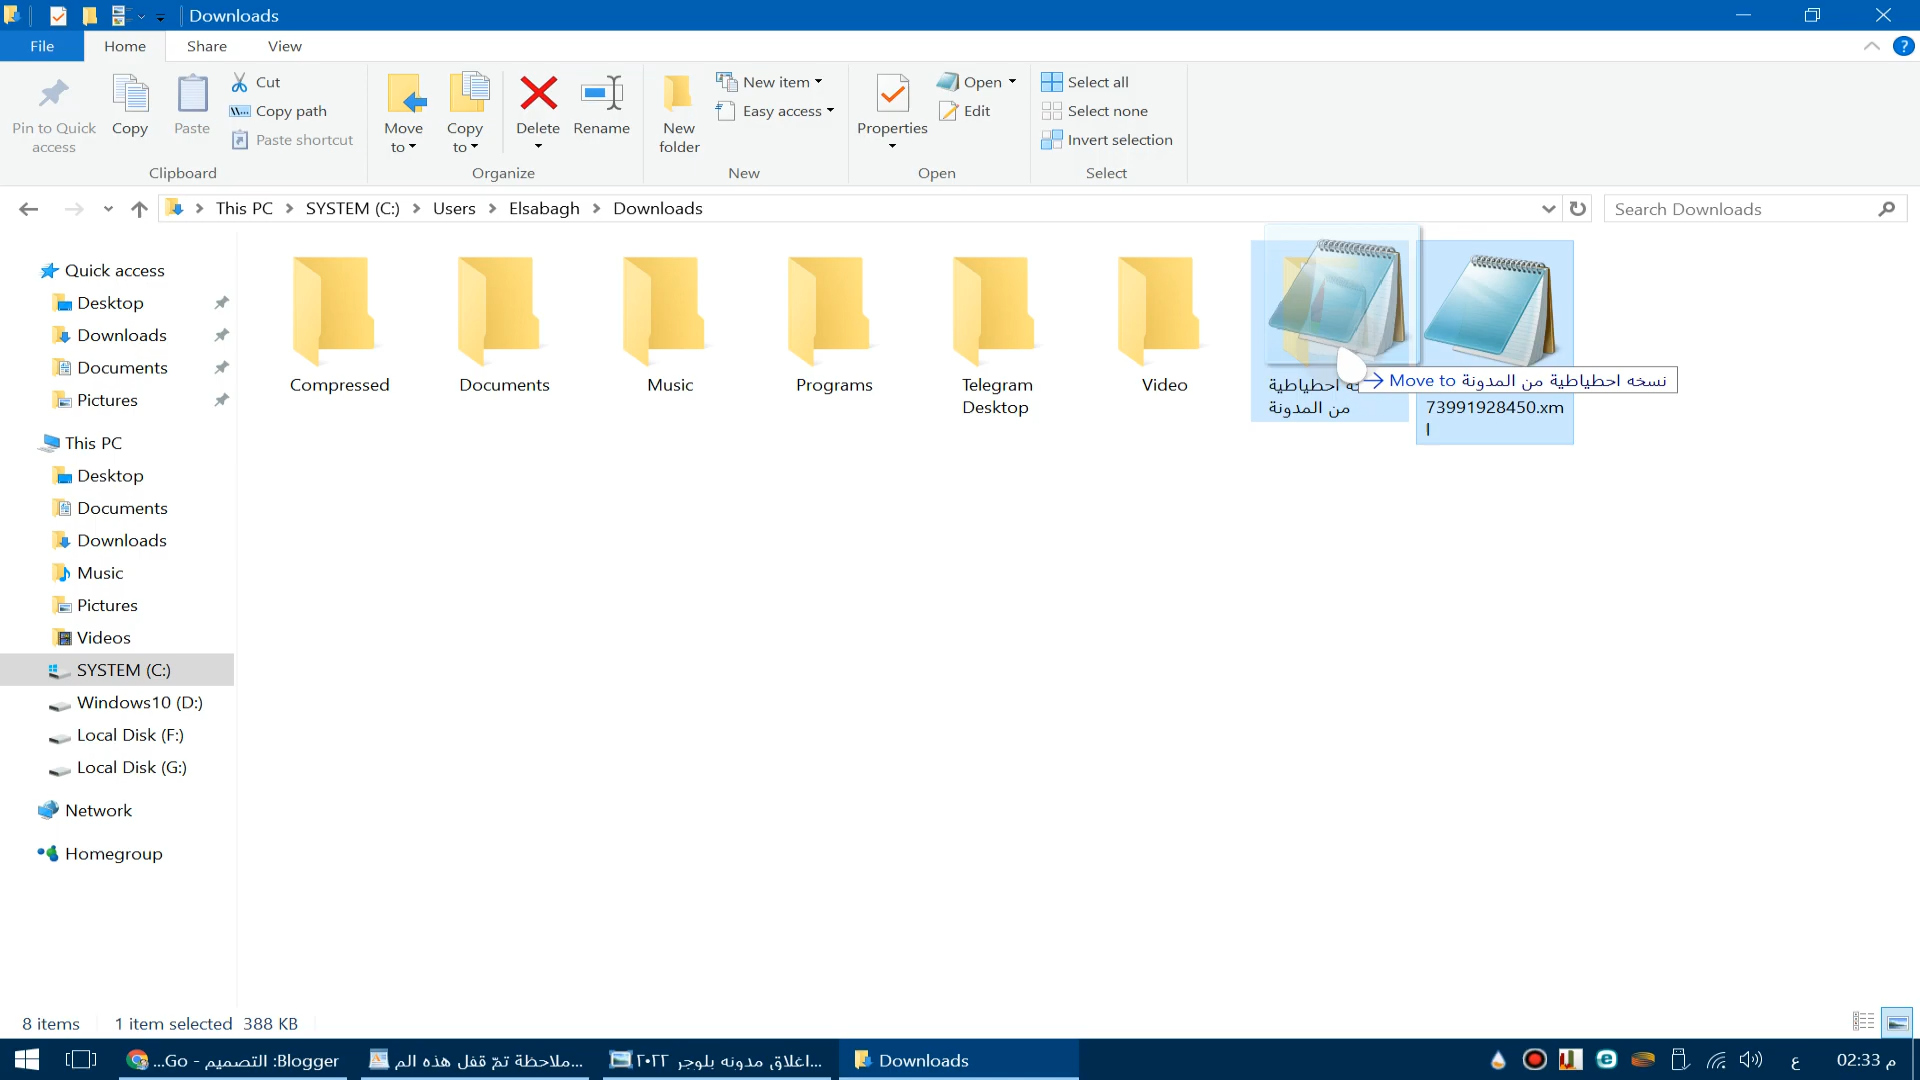 Downloads
File Home Share View
Pin to Quick access
Copy
Paste
Cut
Copy path
Paste shortcut
Clipboard
Move to
Copy to
Delete
Rename
Organize
New folder
New item
Easy access
New
Properties
Open
Edit
Open
Select all
Select none
Invert selection
Select
This PC SYSTEM (C:) Users Elsabagh Downloads
Search Downloads
Quick access
Desktop
Downloads
Documents
Pictures
This PC
Desktop
Documents
Downloads
Music
Pictures
Videos
SYSTEM (C:)
Windows10 (D:)
Local Disk (F:)
Local Disk (G:)
Network
Homegroup
Compressed
Documents
Music
Programs
Telegram
Desktop
Video
احطياطية
من المدونة
Move to نسخه احطياطية من المدونة
73991928450.xm
l
8 items 1 item selected 388 KB
Blogger: التصميم - Go...
ملاحظة تمّ قفل هذه الم...
اغلاق مدونه بلوجر ٢٠٢٢...
Downloads
ع
02:33 م